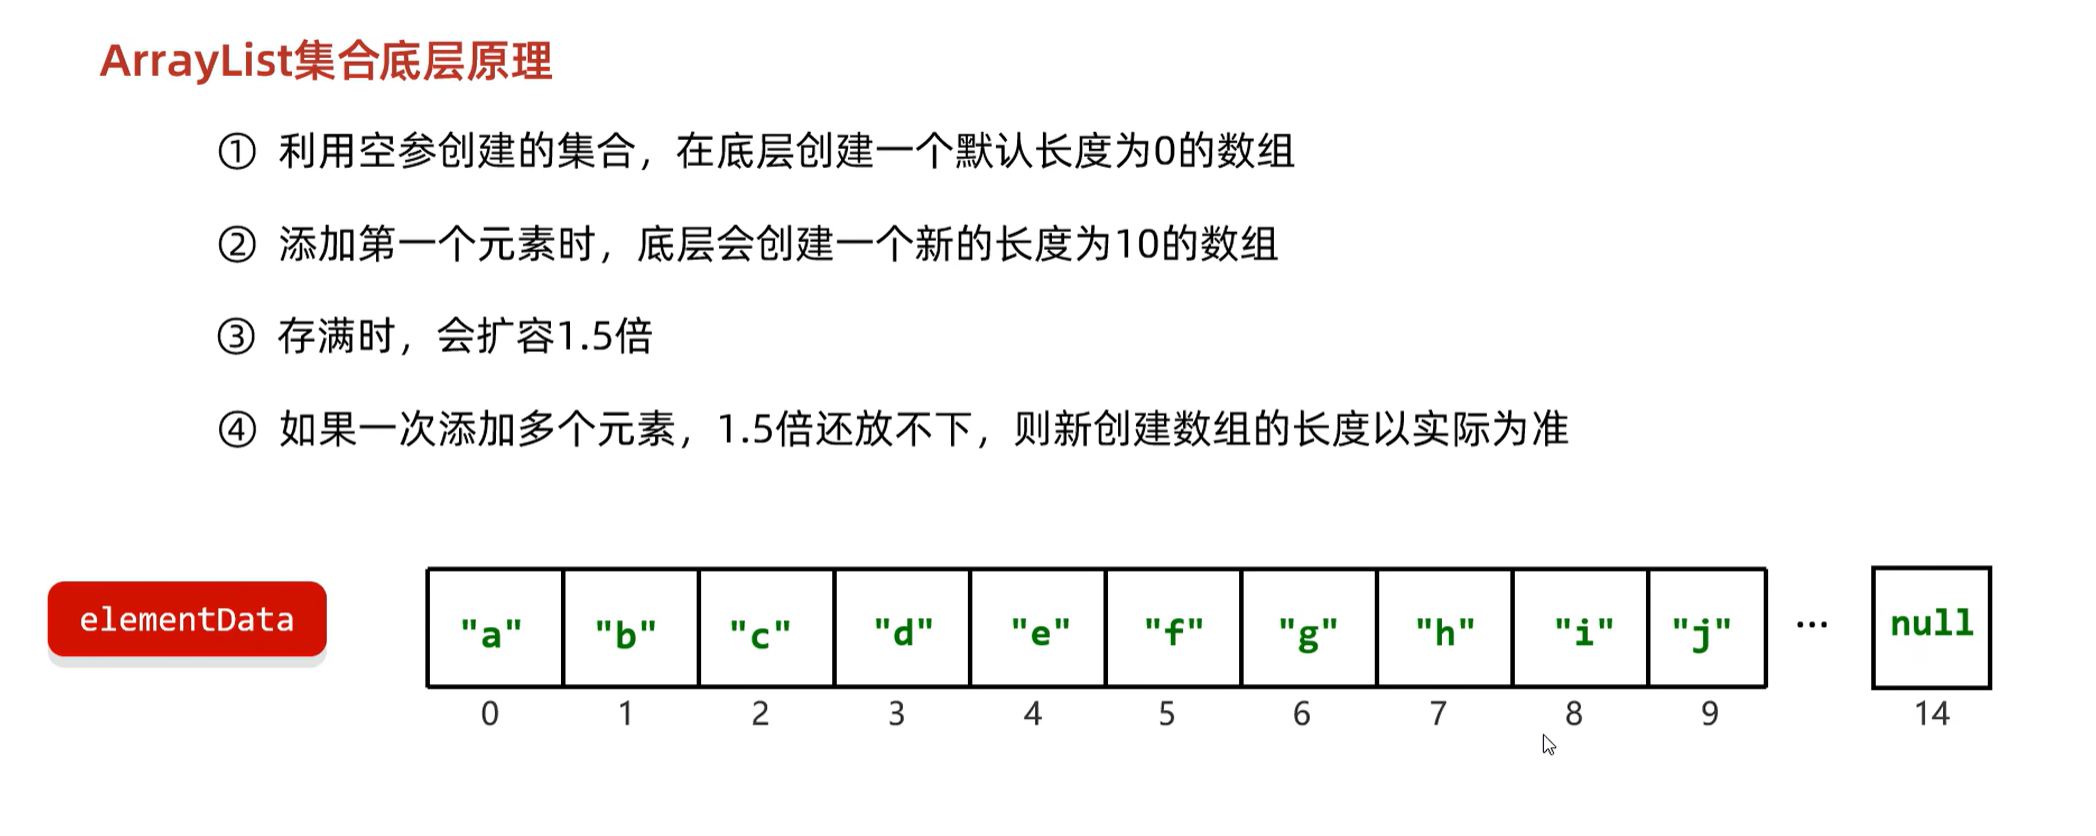 ArrayList集合底层原理
① 利用空参创建的集合，在底层创建一个默认长度为0的数组
② 添加第一个元素时，底层会创建一个新的长度为10的数组
③ 存满时，会扩容1.5倍
④ 如果一次添加多个元素，1.5倍还放不下，则新创建数组的长度以实际为准
elementData "a" "b" "c" "d" "e" "f" "g" "h" "i" "j" ... null
0 1 2 3 4 5 6 7 8 9 14